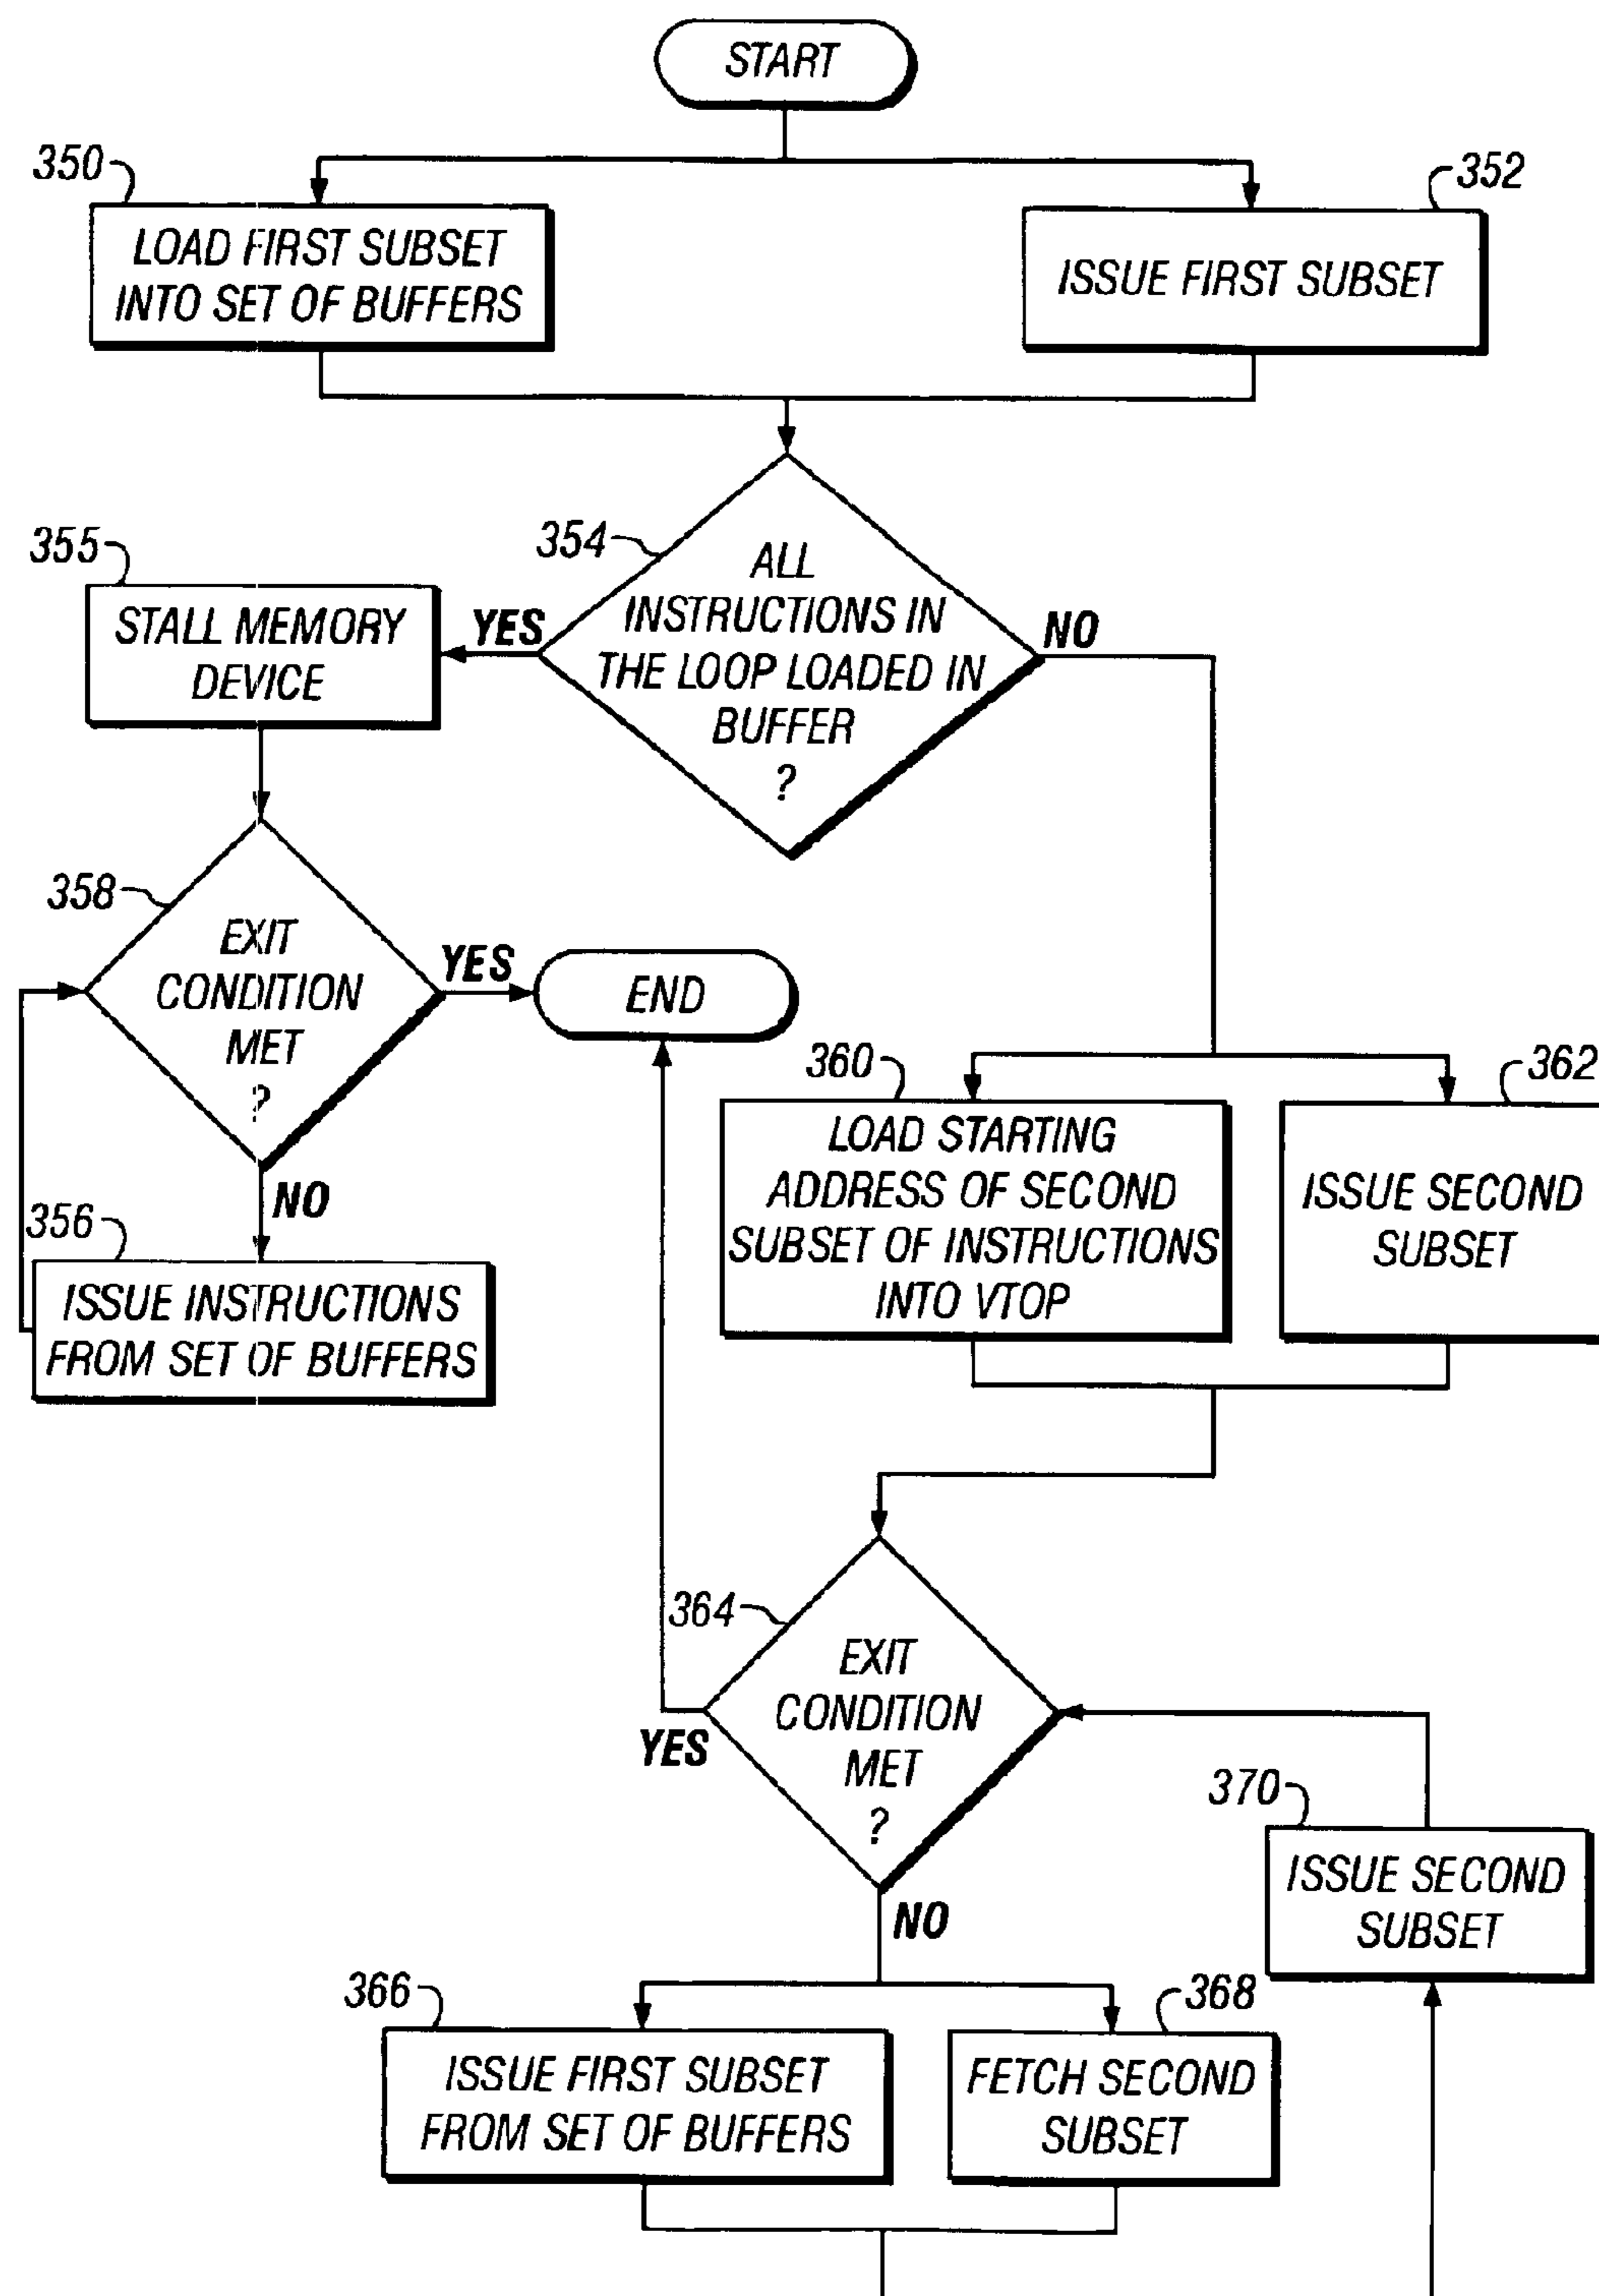 START
350
352
LOAD FIRST SUBSET
INTO SET OF BUFFERS
ISSUE FIRST SUBSET
354
ALL
INSTRUCTIONS IN
THE LOOP LOADED IN
BUFFER
?
YES
NO
355
STALL MEMORY
DEVICE
358
EXIT
CONDITION
MET
?
YES
END
NO
356
ISSUE INSTRUCTIONS
FROM SET OF BUFFERS
360
LOAD STARTING
ADDRESS OF SECOND
SUBSET OF INSTRUCTIONS
INTO VTOP
362
ISSUE SECOND
SUBSET
364
EXIT
CONDITION
MET
?
YES
NO
370
ISSUE SECOND
SUBSET
366
ISSUE FIRST SUBSET
FROM SET OF BUFFERS
368
FETCH SECOND
SUBSET